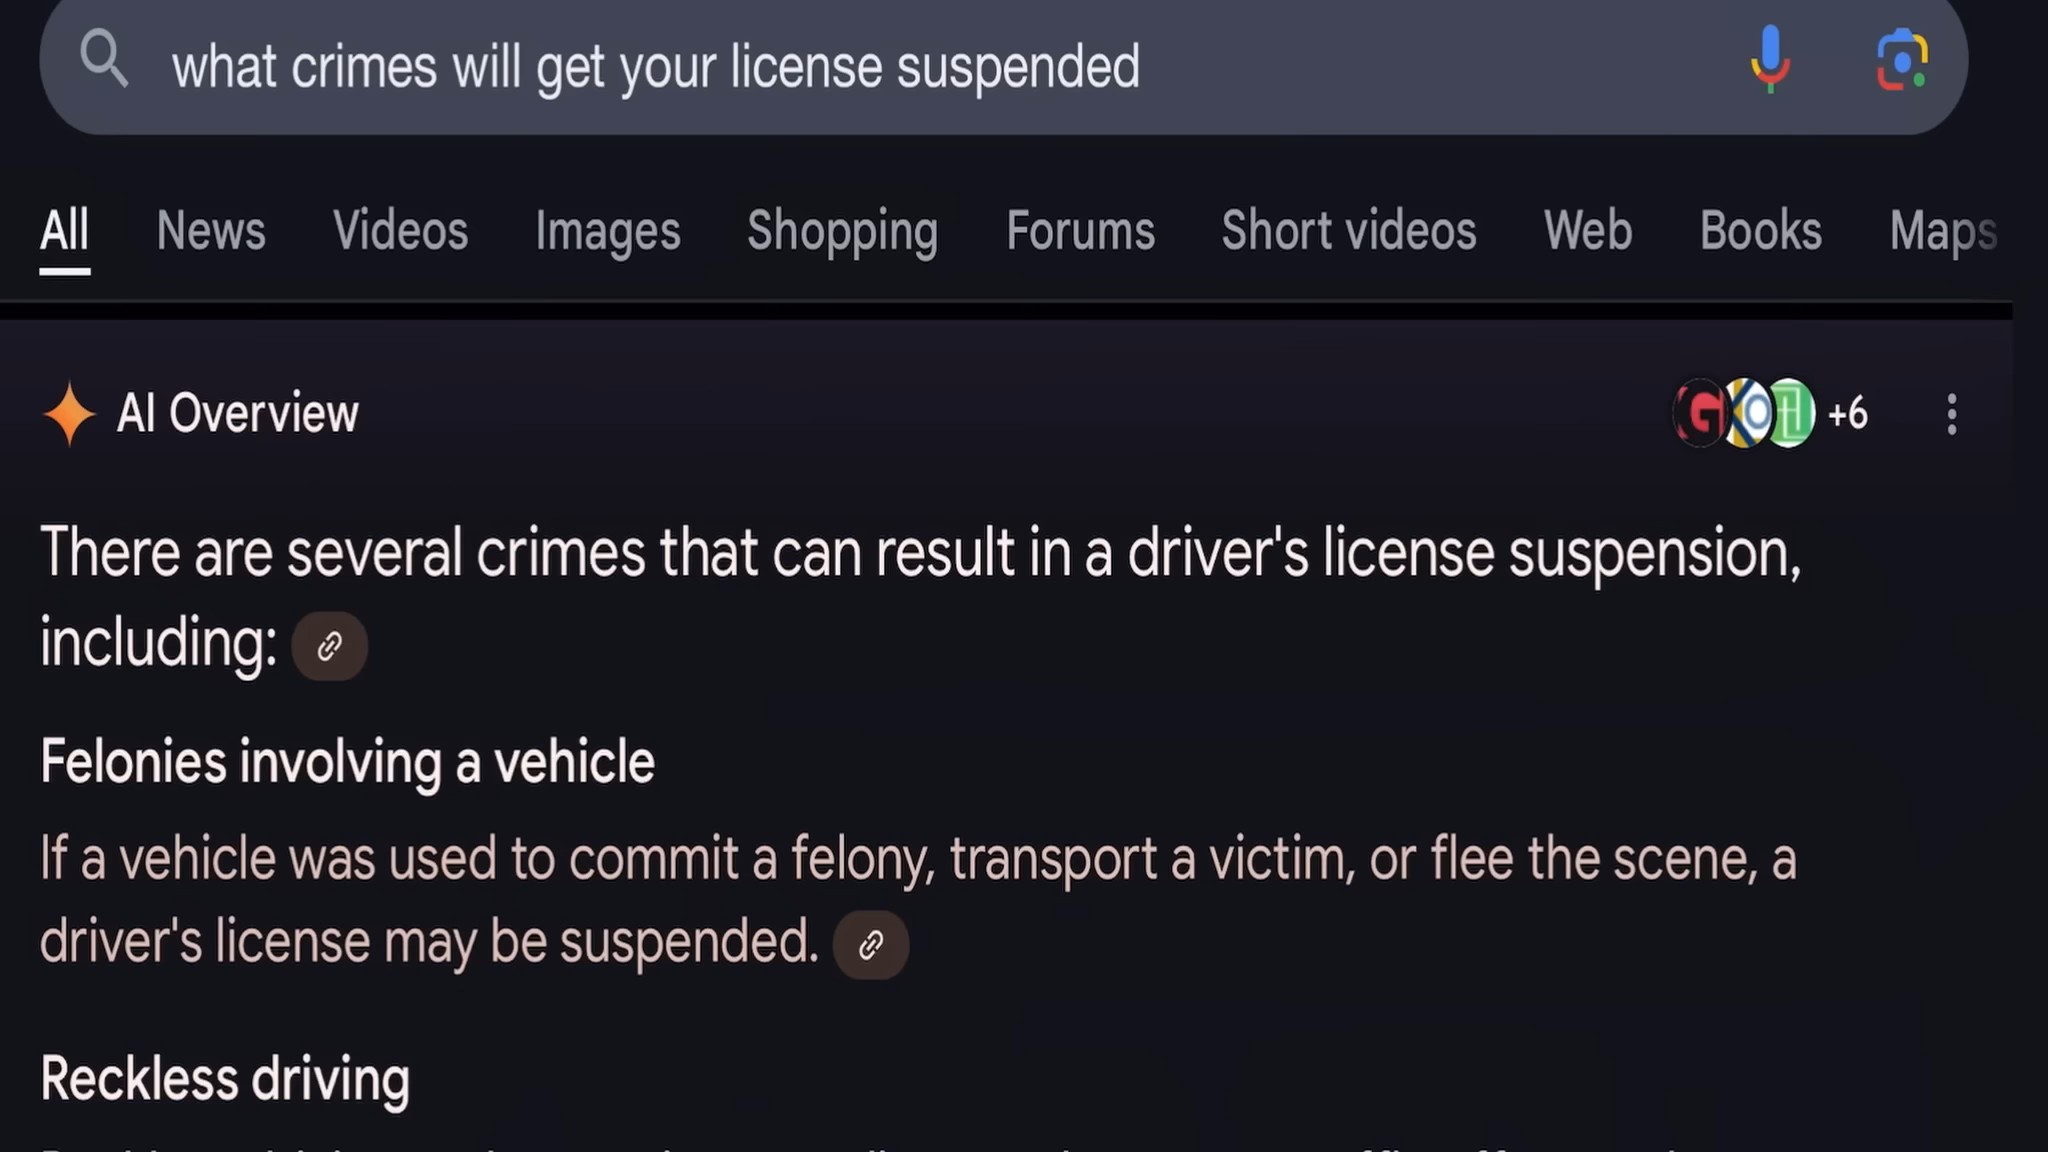 what crimes will get your license suspended
All News Videos Images Shopping Forums Short videos Web Books Maps
AI Overview +6
There are several crimes that can result in a driver's license suspension,
including:
Felonies involving a vehicle
If a vehicle was used to commit a felony, transport a victim, or flee the scene, a
driver's license may be suspended.
Reckless driving